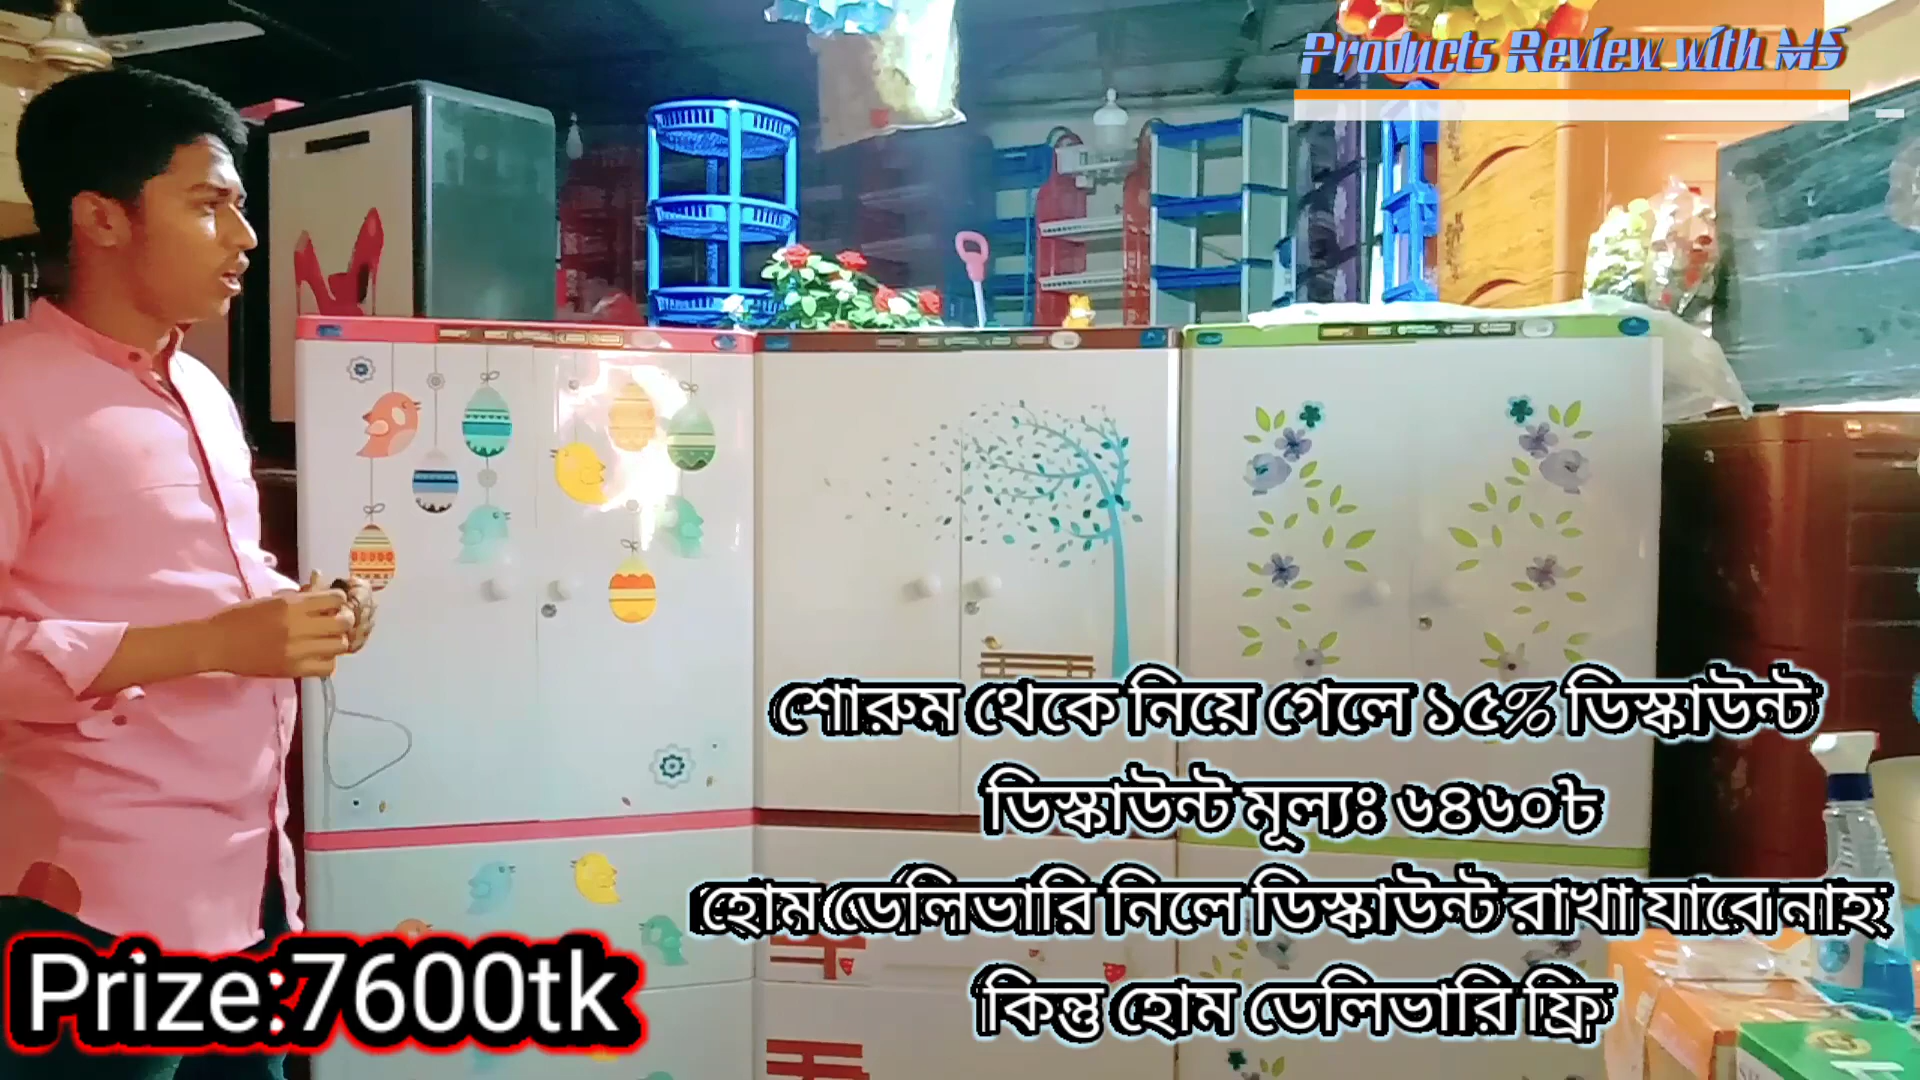 Products Review with MS
শোরুম থেকে নিয়ে গেলে ১৫% ডিস্কাউন্ট
ডিস্কাউন্ট মূল্যঃ ৬৪৬০৳
হোম ডেলিভারি নিলে ডিস্কাউন্ট রাখা যাবে নাহ
Prize:7600tk
কিন্তু হোম ডেলিভারি ফ্রি